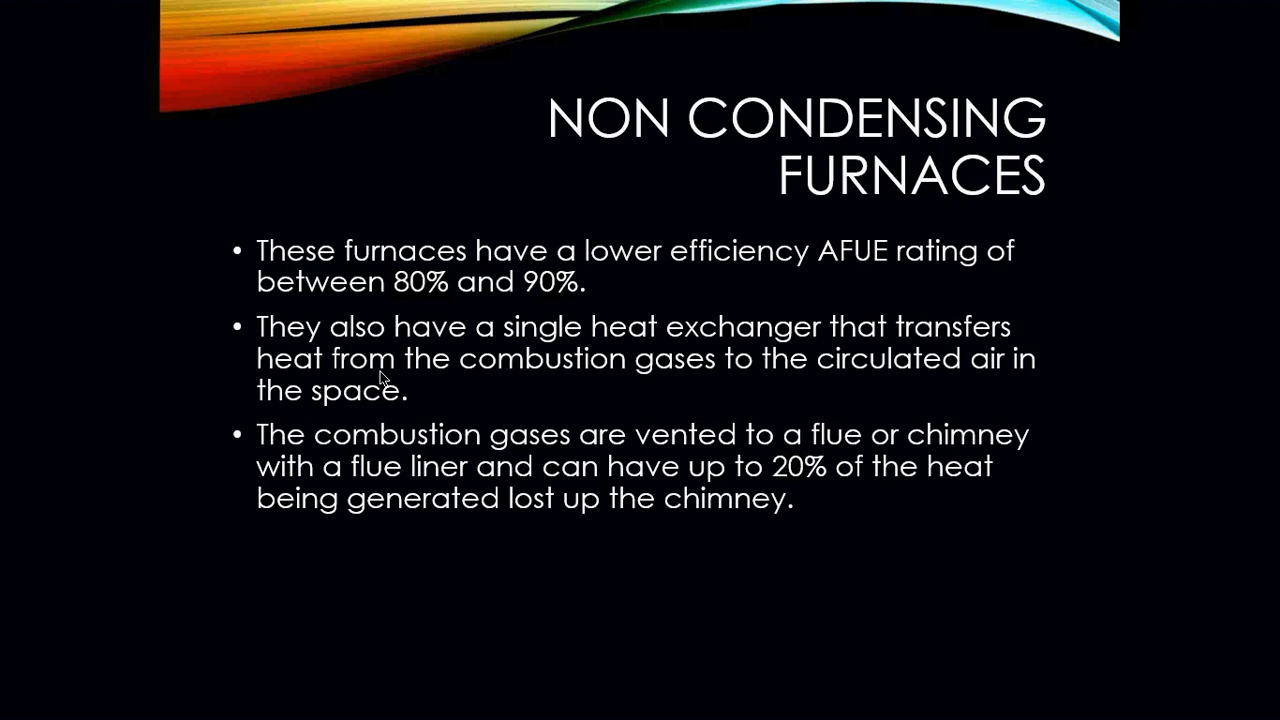 NON CONDENSING
FURNACES
• These furnaces have a lower efficiency AFUE rating of
between 80% and 90%.
• They also have a single heat exchanger that transfers
heat from the combustion gases to the circulated air in
the space.
• The combustion gases are vented to a flue or chimney
with a flue liner and can have up to 20% of the heat
being generated lost up the chimney.